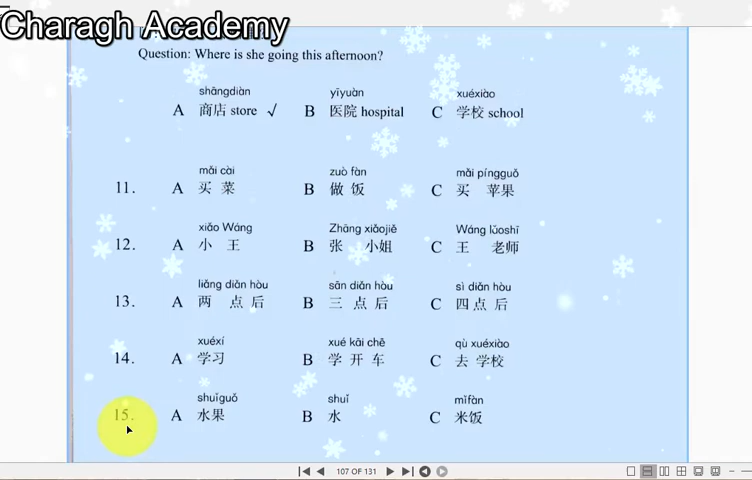 Charagh Academy
Question: Where is she going this afternoon?
shāngdiàn yīyuàn xuéxiào
A 商店 store √ B 医院 hospital C 学校 school
mǎi cài zuò fàn mǎi píngguǒ
11. A 买 菜 B 做 饭 C 买 苹果
xiǎo Wáng Zhāng xiǎojiě Wáng lǎoshī
12. A 小 王 B 张 小姐 C 王 老师
liǎng diǎn hòu sān diǎn hòu sì diǎn hòu
13. A 两 点 后 B 三 点 后 C 四 点 后
xuéxí xué kāi chē qù xuéxiào
14. A 学习 B 学 开 车 C 去 学校
shuǐguǒ shuǐ mǐfàn
15. A 水果 B 水 C 米饭
107 OF 131